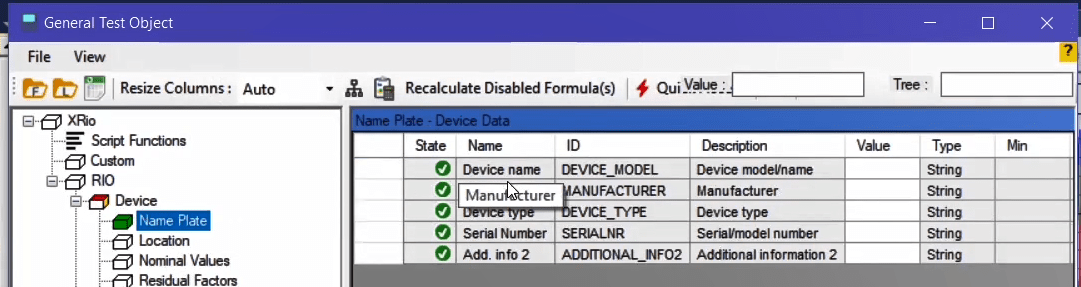 General Test Object
File View
?
F L Resize Columns : Auto Recalculate Disabled Formula(s) Value : Tree :
XRio
Script Functions
Custom
RIO
Device
Name Plate
Location
Nominal Values
Residual Factors
Name Plate - Device Data
State Name ID Description Value Type Min
Device name DEVICE_MODEL Device model/name String
Manufacturer MANUFACTURER Manufacturer String
Device type DEVICE_TYPE Device type String
Serial Number SERIALNR Serial/model number String
Add. info 2 ADDITIONAL_INFO2 Additional information 2 String